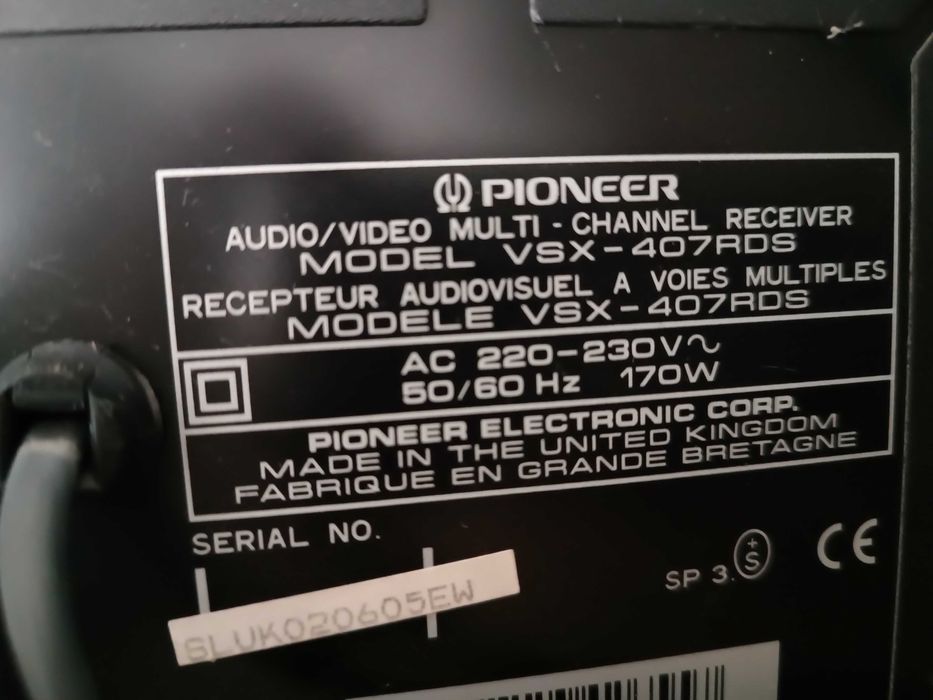 PIONEER
AUDIO/VIDEO MULTI - CHANNEL RECEIVER
MODEL VSX-407RDS
RECEPTEUR AUDIOVISUEL A VOIES MULTIPLES
MODELE VSX-407RDS
AC 220-230V~
50/60 Hz 170W
PIONEER ELECTRONIC CORP.
MADE IN THE UNITED KINGDOM
FABRIQUE EN GRANDE BRETAGNE
SERIAL NO.
SP 3. +S CE
SLUK020605EW